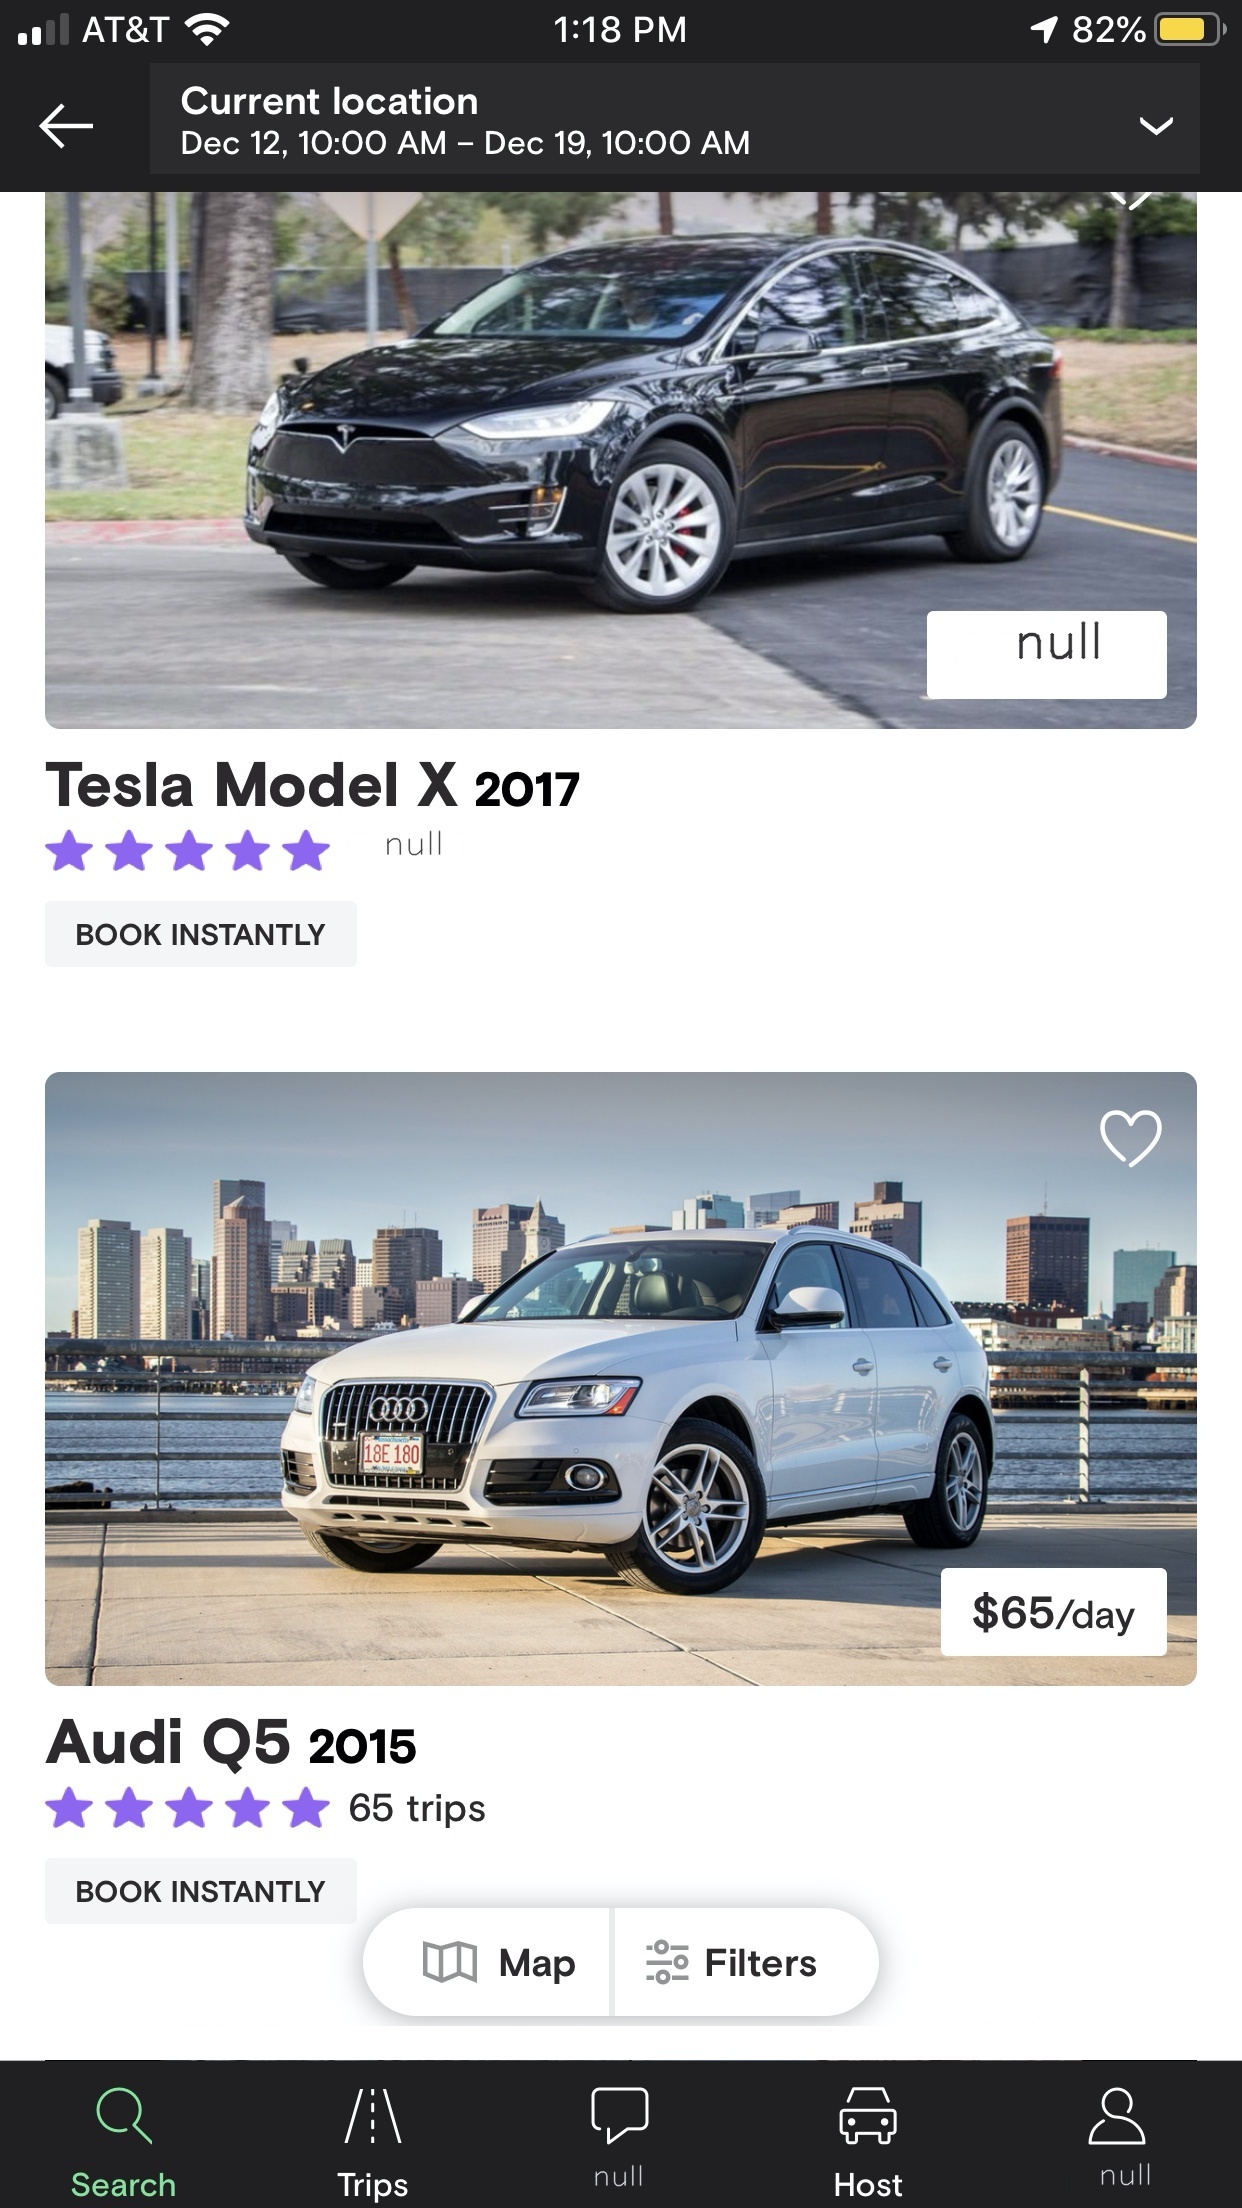 AT&T 1:18 PM 82%
Current location
Dec 12, 10:00 AM – Dec 19, 10:00 AM
null
Tesla Model X 2017
null
BOOK INSTANTLY
18E 180
$65/day
Audi Q5 2015
65 trips
BOOK INSTANTLY
Map Filters
Search Trips null Host null